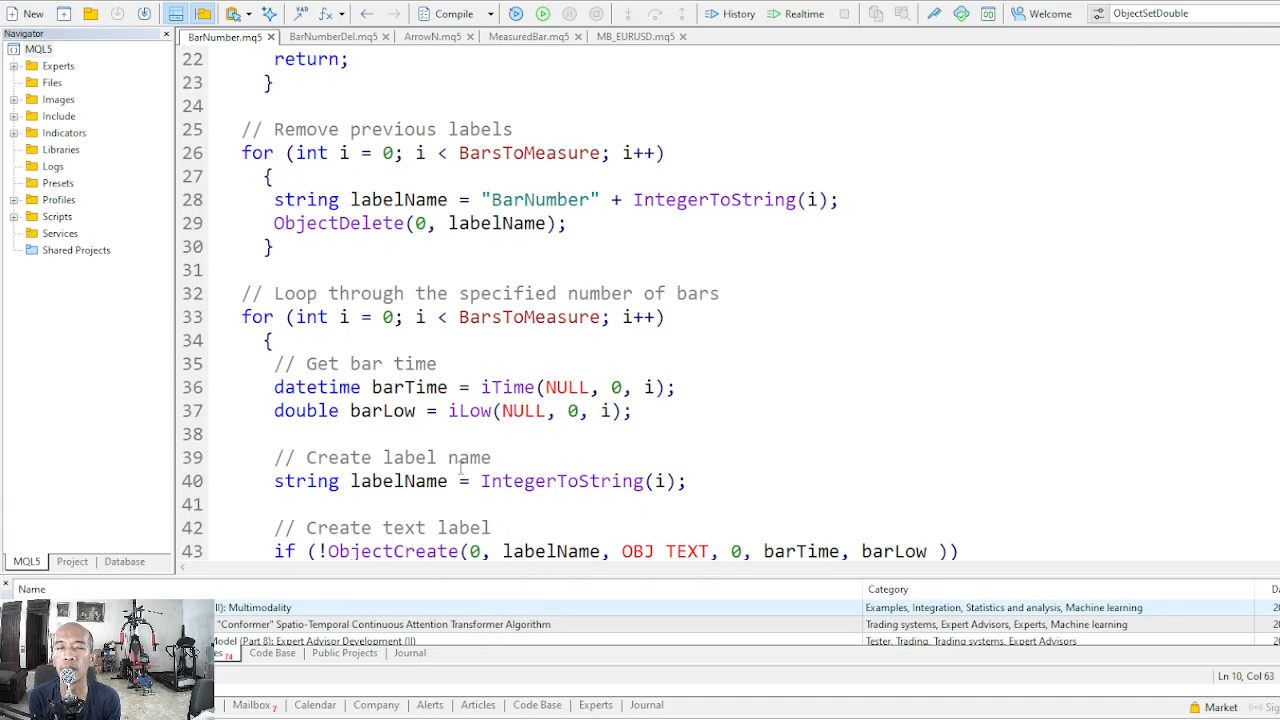 New
Compile
History
Realtime
Welcome
ObjectSetDouble
Navigator
BarNumber.mq5
BarNumberDel.mq5
ArrowN.mq5
MeasuredBar.mq5
MB_EURUSD.mq5
MQL5
Experts
Files
Images
Include
Indicators
Libraries
Logs
Presets
Profiles
Scripts
Services
Shared Projects
22 return;
23 }
24
25 // Remove previous labels
26 for (int i = 0; i < BarsToMeasure; i++)
27 {
28 string labelName = "BarNumber" + IntegerToString(i);
29 ObjectDelete(0, labelName);
30 }
31
32 // Loop through the specified number of bars
33 for (int i = 0; i < BarsToMeasure; i++)
34 {
35 // Get bar time
36 datetime barTime = iTime(NULL, 0, i);
37 double barLow = iLow(NULL, 0, i);
38
39 // Create label name
40 string labelName = IntegerToString(i);
41
42 // Create text label
43 if (!ObjectCreate(0, labelName, OBJ_TEXT, 0, barTime, barLow ))
MQL5 Project Database
Name Category
I): Multimodality Examples, Integration, Statistics and analysis, Machine learning
"Conformer" Spatio-Temporal Continuous Attention Transformer Algorithm Trading systems, Expert Advisors, Experts, Machine learning
Model (Part 8): Expert Advisor Development (II) Tester, Trading, Trading systems, Expert Advisors
74 Code Base Public Projects Journal
Ln 10, Col 63
Mailbox 7 Calendar Company Alerts Articles Code Base Experts Journal
Market